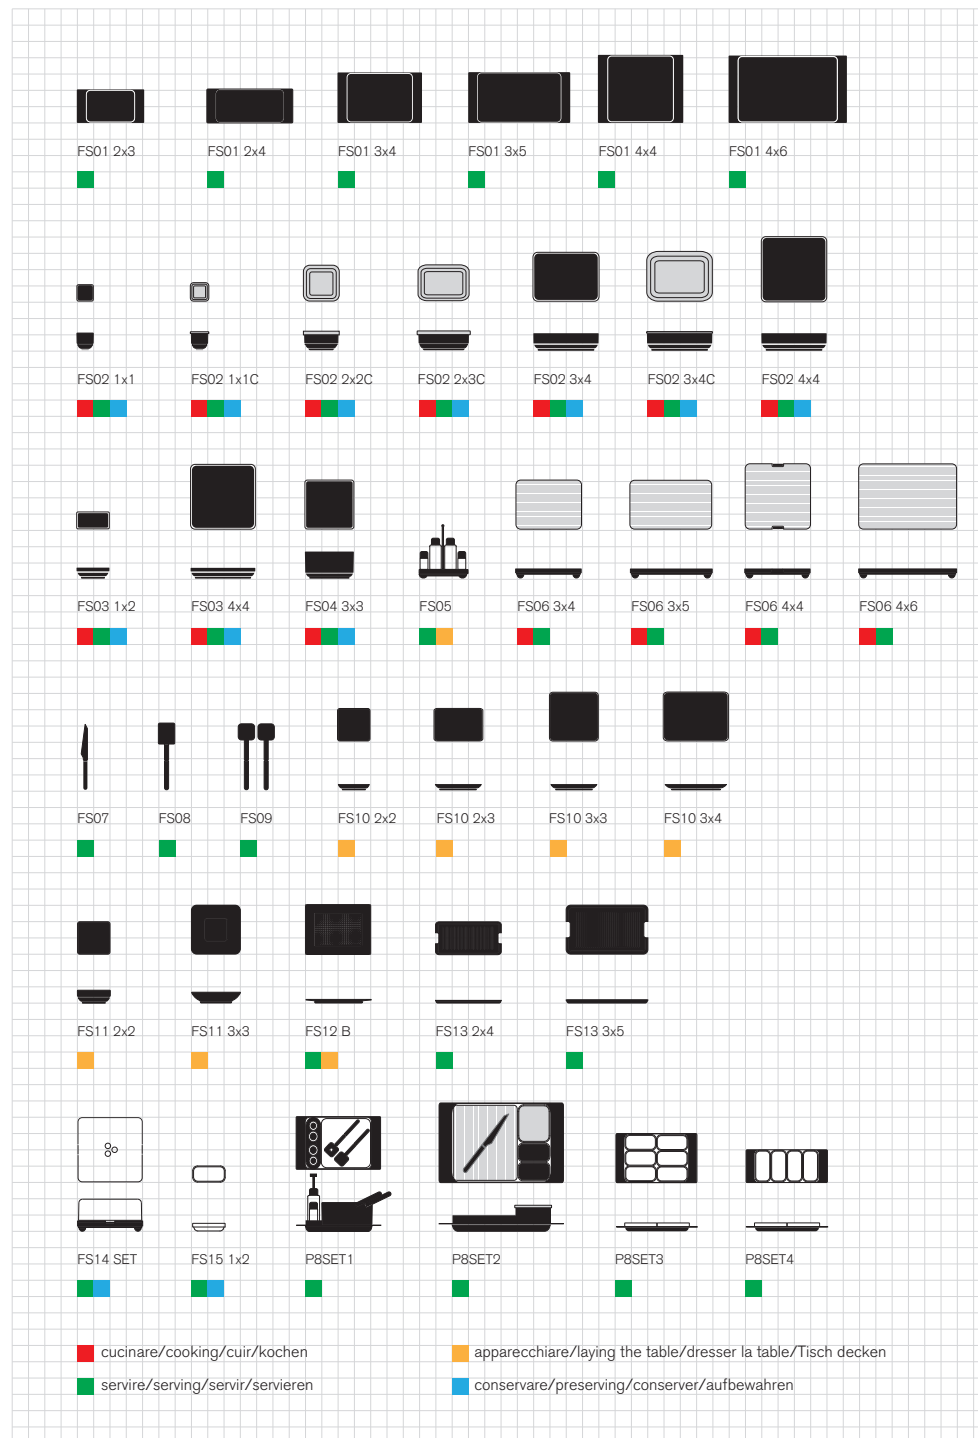 FS01 2x3 FS01 2x4 FS01 3x4 FS01 3x5 FS01 4x4 FS01 4x6
FS02 1x1 FS02 1x1C FS02 2x2C FS02 2x3C FS02 3x4 FS02 3x4C FS02 4x4
FS03 1x2 FS03 4x4 FS04 3x3 FS05 FS06 3x4 FS06 3x5 FS06 4x4 FS06 4x6
FS07 FS08 FS09 FS10 2x2 FS10 2x3 FS10 3x3 FS10 3x4
FS11 2x2 FS11 3x3 FS12 B FS13 2x4 FS13 3x5
FS14 SET FS15 1x2 P8SET1 P8SET2 P8SET3 P8SET4
cucinare/cooking/cuir/kochen apparecchiare/laying the table/dresser la table/Tisch decken
servire/serving/servir/servieren conservare/preserving/conserver/aufbewahren